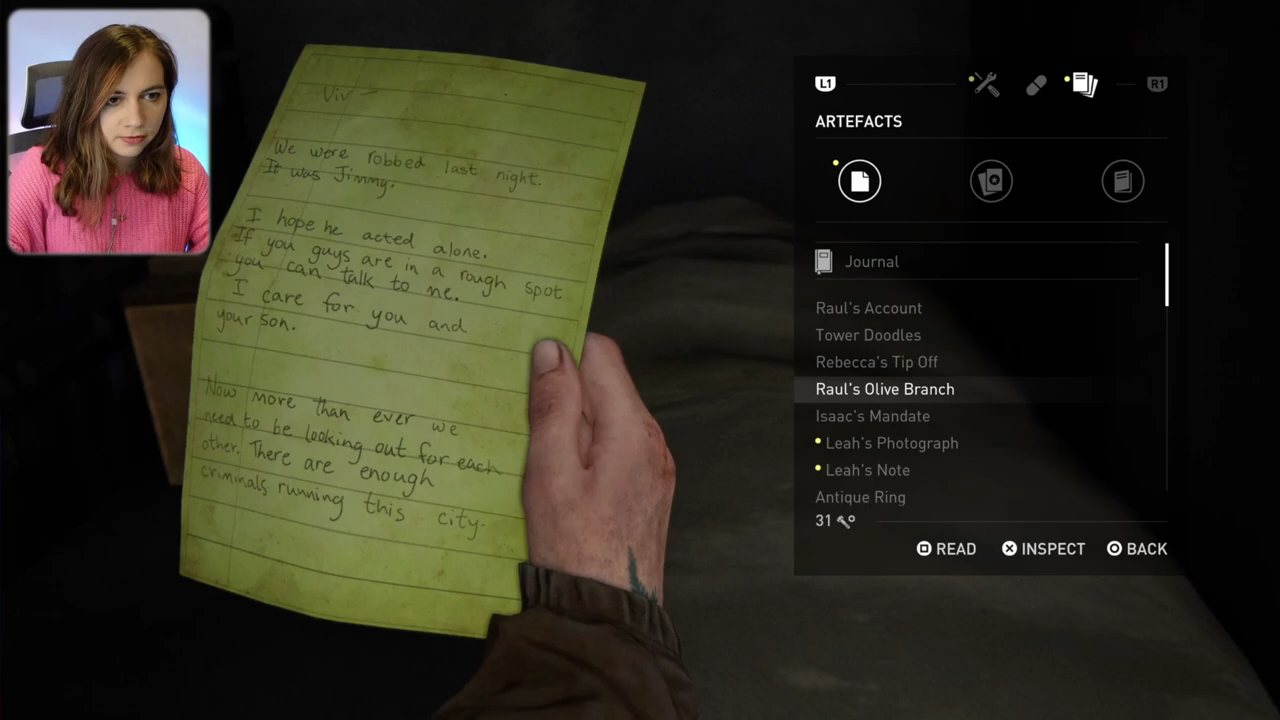 Viv -
We were robbed last night.
It was Jimmy.
I hope he acted alone.
If you guys are in a rough spot
you can talk to me.
I care for you and
your son.
Now more than ever we
need to be looking out for each
other. There are enough
criminals running this city.
L1
R1
ARTEFACTS
Journal
Raul's Account
Tower Doodles
Rebecca's Tip Off
Raul's Olive Branch
Isaac's Mandate
Leah's Photograph
Leah's Note
Antique Ring
31
READ INSPECT BACK